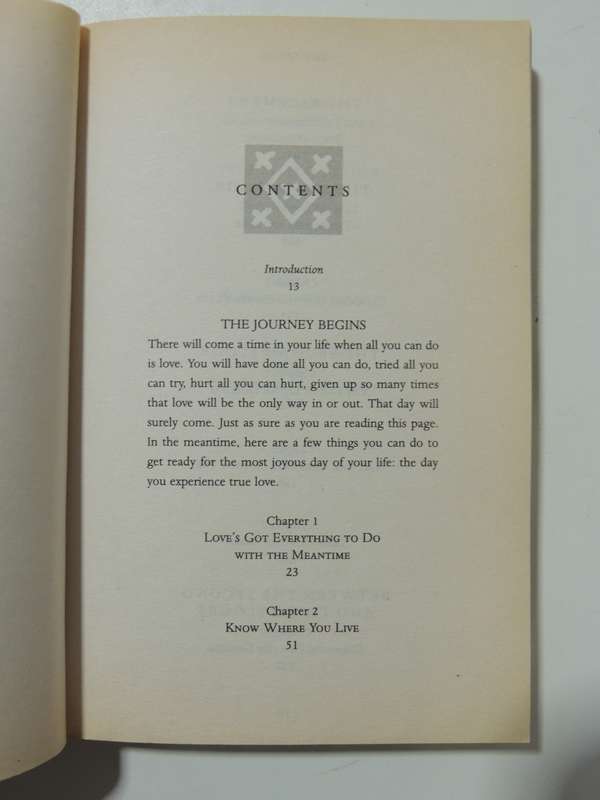 CONTENTS
Introduction
13
THE JOURNEY BEGINS
There will come a time in your life when all you can do
is love. You will have done all you can do, tried all you
can try, hurt all you can hurt, given up so many times
that love will be the only way in or out. That day will
surely come. Just as sure as you are reading this page.
In the meantime, here are a few things you can do to
get ready for the most joyous day of your life: the day
you experience true love.
Chapter 1
LOVE'S GOT EVERYTHING TO DO
WITH THE MEANTIME
23
Chapter 2
KNOW WHERE YOU LIVE
51